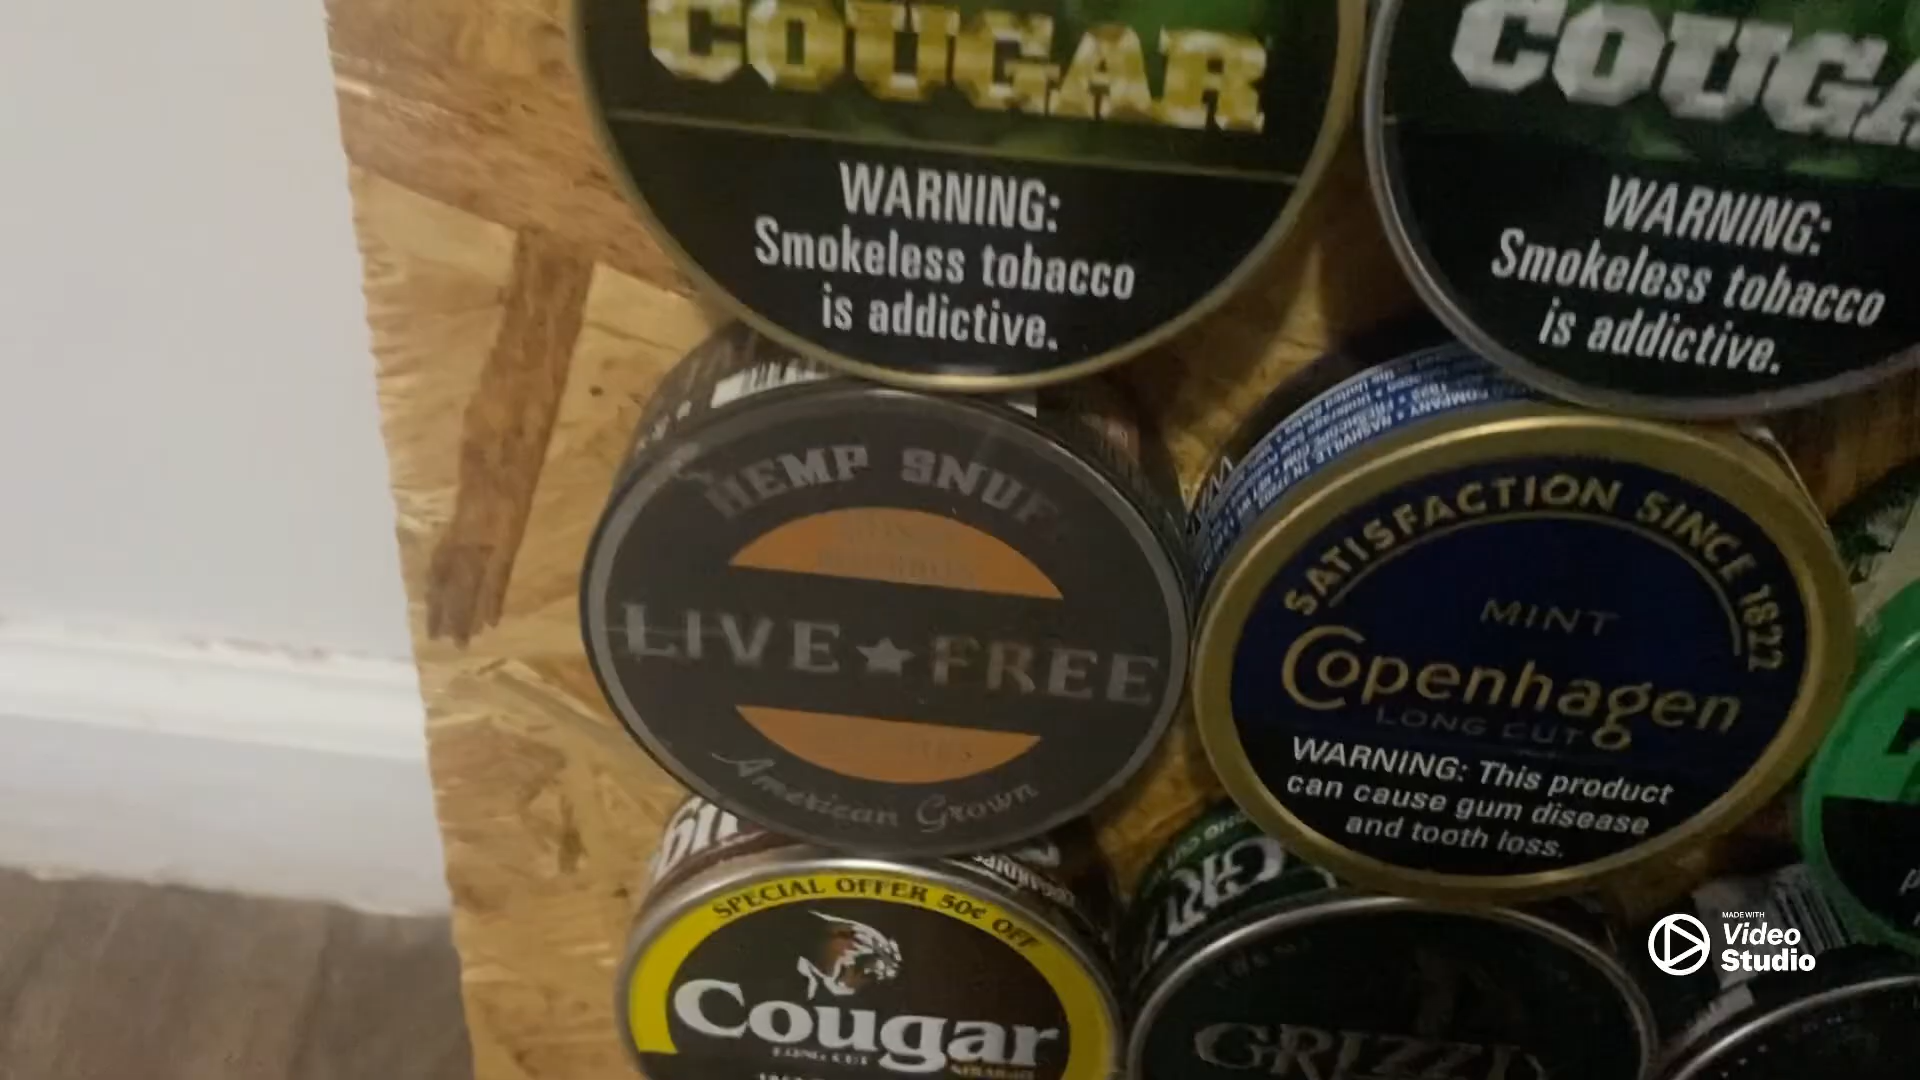 COUGAR
WARNING:
Smokeless tobacco
is addictive.
COUGA
WARNING:
Smokeless tobacco
is addictive.
HEMP SNUF
LIVE★FREE
American Grown
SATISFACTION SINCE 1822
MINT
Copenhagen
LONG CUT
WARNING: This product
can cause gum disease
and tooth loss.
SPECIAL OFFER 50¢ OFF
Cougar
LONG CUT
STRAIGHT
GRIZZLY
MADE WITH
Video
Studio